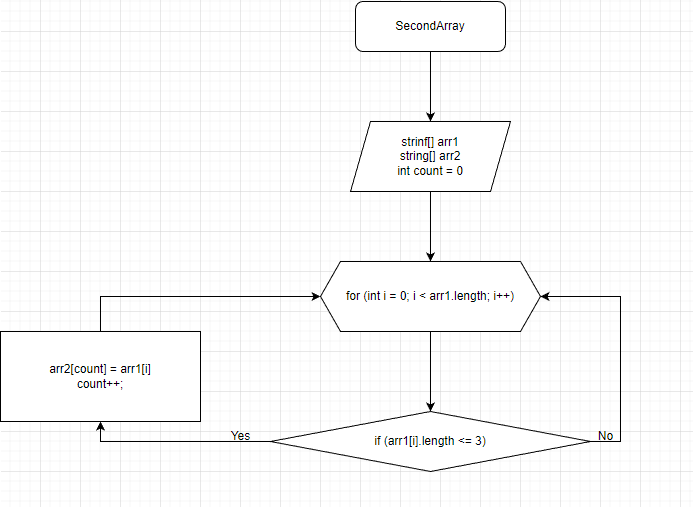 SecondArray
strinf[] arr1
string[] arr2
int count = 0
for (int i = 0; i < arr1.length; i++)
arr2[count] = arr1[i]
count++;
Yes
if (arr1[i].length <= 3)
No